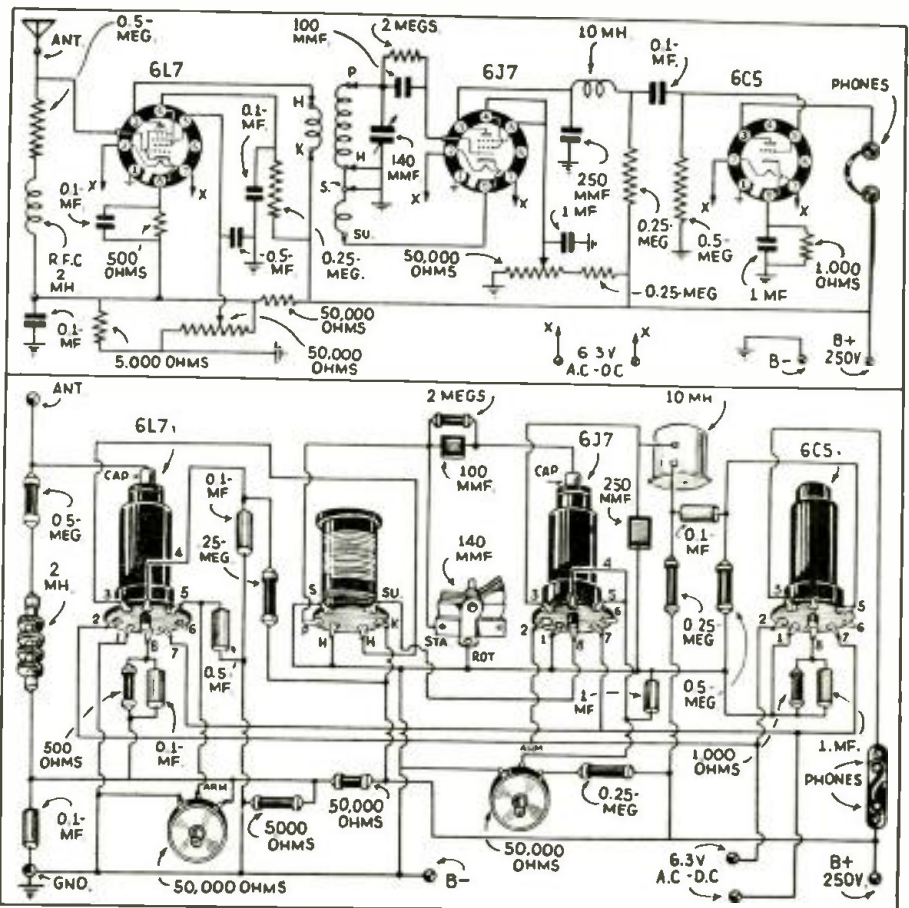 0.5-
MEG.
ANT.
6L7
100
MMF.
2 MEGS
10 MH
0.1-
MF.
6J7
6C5
PHONES
P
H
K
H
S.
SU.
0.1-
MF.
140
MMF
X
X
X
X
X
X
0.1-
MF.
500
OHMS
R.F.C
2
MH
0.5-
MF.
0.25-
MEG.
50,000
OHMS
250
MMF
1 MF
0.25-
MEG
0.5-
MEG
1 MF
1,000
OHMS
0.25-MEG
0.1-
MF
5,000 OHMS
50,000
OHMS
50,000
OHMS
X
X
6.3V
A.C-D.C
B-
B+
250V.
ANT
6L7
CAP
0.5-
MEG
2
MH.
0.1-
MF
.25-
MEG
2 MEGS
100
MMF.
140
MMF
6J7
CAP
250
MMF
10 MH
0.1-
MF
6C5
3
4
5
2
1
8
7
6
S
SU.
P
K
H
H
STA
ROT
3
4
5
2
1
8
7
6
3
5
2
1
8
7
6
0.5
MF.
0.25
MEG
0.5-
MEG
500
OHMS
0.1-
MF.
1-
MF
1,000
OHMS
1. MF.
PHONES
0.1-
MF
ARM
5000
OHMS
50,000
OHMS
ARM
0.25-
MEG
50,000
OHMS
GND.
50,000 OHMS
B-
6.3V
A.C-D.C
B+
250V.